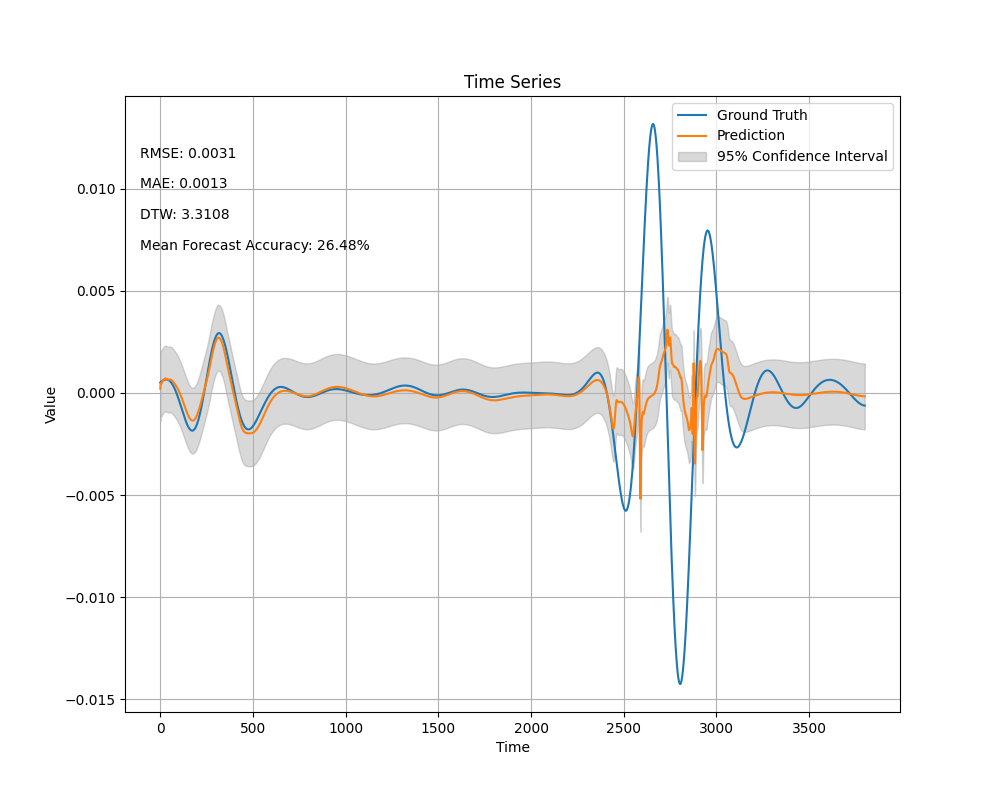 Time Series
Ground Truth
Prediction
95% Confidence Interval
RMSE: 0.0031
MAE: 0.0013
DTW: 3.3108
Mean Forecast Accuracy: 26.48%
0.010
0.005
0.000
−0.005
−0.010
−0.015
Value
0 500 1000 1500 2000 2500 3000 3500
Time